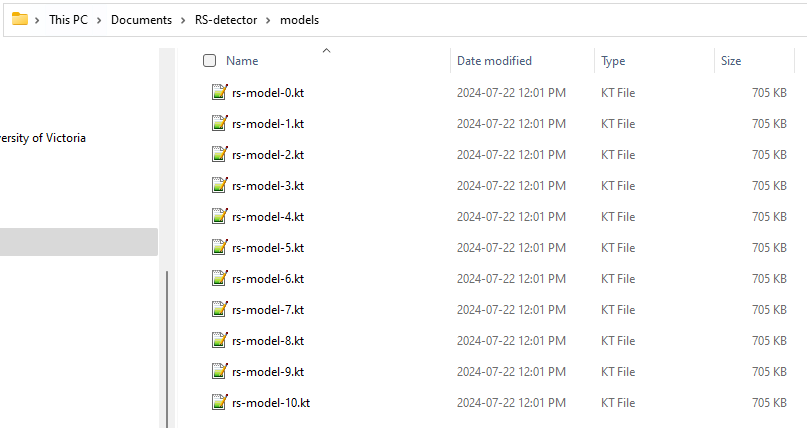 This PC > Documents > RS-detector > models
Name Date modified Type Size
rs-model-0.kt 2024-07-22 12:01 PM KT File 705 KB
rs-model-1.kt 2024-07-22 12:01 PM KT File 705 KB
ersity of Victoria
rs-model-2.kt 2024-07-22 12:01 PM KT File 705 KB
rs-model-3.kt 2024-07-22 12:01 PM KT File 705 KB
rs-model-4.kt 2024-07-22 12:01 PM KT File 705 KB
rs-model-5.kt 2024-07-22 12:01 PM KT File 705 KB
rs-model-6.kt 2024-07-22 12:01 PM KT File 705 KB
rs-model-7.kt 2024-07-22 12:01 PM KT File 705 KB
rs-model-8.kt 2024-07-22 12:01 PM KT File 705 KB
rs-model-9.kt 2024-07-22 12:01 PM KT File 705 KB
rs-model-10.kt 2024-07-22 12:01 PM KT File 705 KB